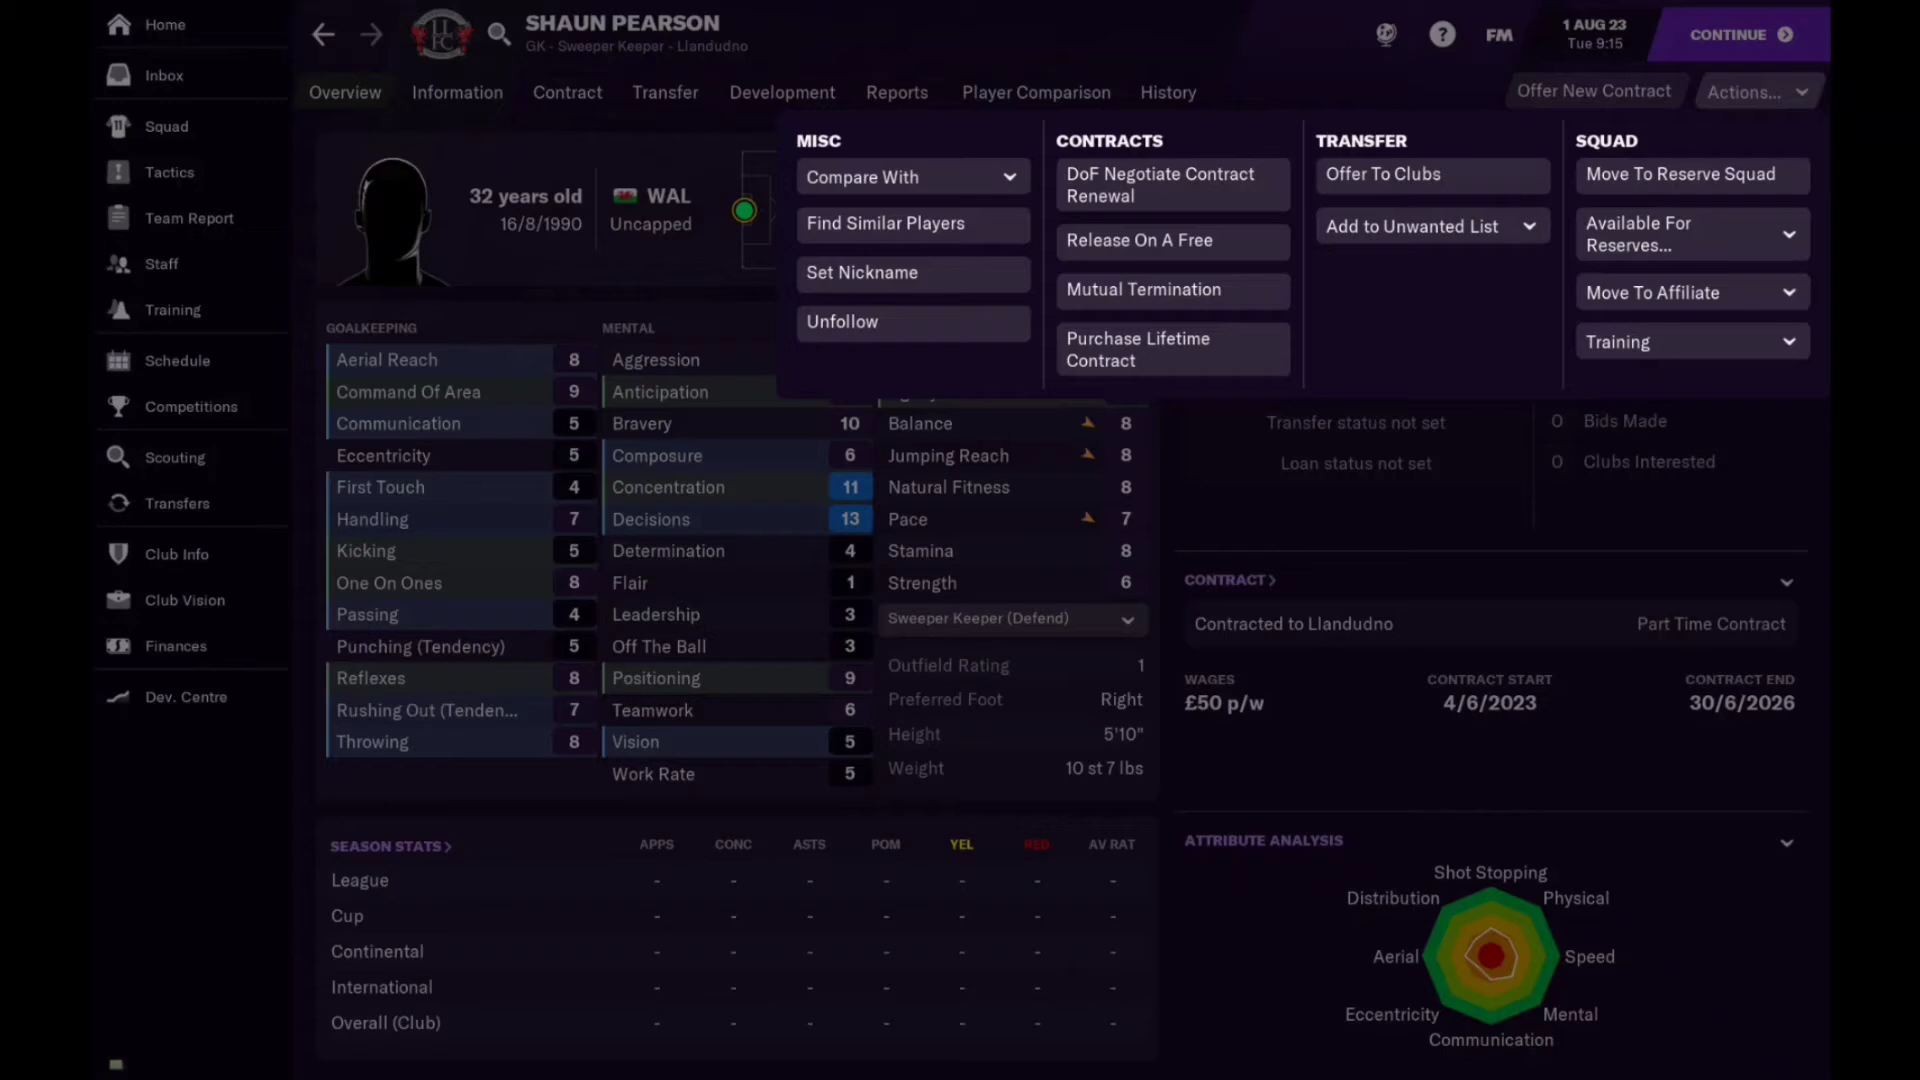 Home
Inbox
Squad
Tactics
Team Report
Staff
Training
Schedule
Competitions
Scouting
Transfers
Club Info
Club Vision
Finances
Dev. Centre
SHAUN PEARSON
GK - Sweeper Keeper - Llandudno
?
FM
1 AUG 23
Tue 9:15
CONTINUE
Overview Information Contract Transfer Development Reports Player Comparison History
Offer New Contract
Actions...
32 years old
16/8/1990
WAL
Uncapped
MISC
Compare With
Find Similar Players
Set Nickname
Unfollow
CONTRACTS
DoF Negotiate Contract
Renewal
Release On A Free
Mutual Termination
Purchase Lifetime
Contract
TRANSFER
Offer To Clubs
Add to Unwanted List
SQUAD
Move To Reserve Squad
Available For
Reserves...
Move To Affiliate
Training
GOALKEEPING
Aerial Reach 8
Command Of Area 9
Communication 5
Eccentricity 5
First Touch 4
Handling 7
Kicking 5
One On Ones 8
Passing 4
Punching (Tendency) 5
Reflexes 8
Rushing Out (Tenden... 7
Throwing 8
MENTAL
Aggression
Anticipation
Bravery 10
Composure 6
Concentration 11
Decisions 13
Determination 4
Flair 1
Leadership 3
Off The Ball 3
Positioning 9
Teamwork 6
Vision 5
Work Rate 5
Balance 8
Jumping Reach 8
Natural Fitness 8
Pace 7
Stamina 8
Strength 6
Sweeper Keeper (Defend)
Outfield Rating 1
Preferred Foot Right
Height 5'10"
Weight 10 st 7 lbs
Transfer status not set
Loan status not set
0 Bids Made
0 Clubs Interested
CONTRACT >
Contracted to Llandudno Part Time Contract
WAGES
£50 p/w
CONTRACT START
4/6/2023
CONTRACT END
30/6/2026
SEASON STATS > APPS CONC ASTS POM YEL RED AV RAT
League - - - - - - -
Cup - - - - - - -
Continental - - - - - - -
International - - - - - - -
Overall (Club) - - - - - - -
ATTRIBUTE ANALYSIS
Shot Stopping
Distribution Physical
Aerial Speed
Eccentricity Mental
Communication